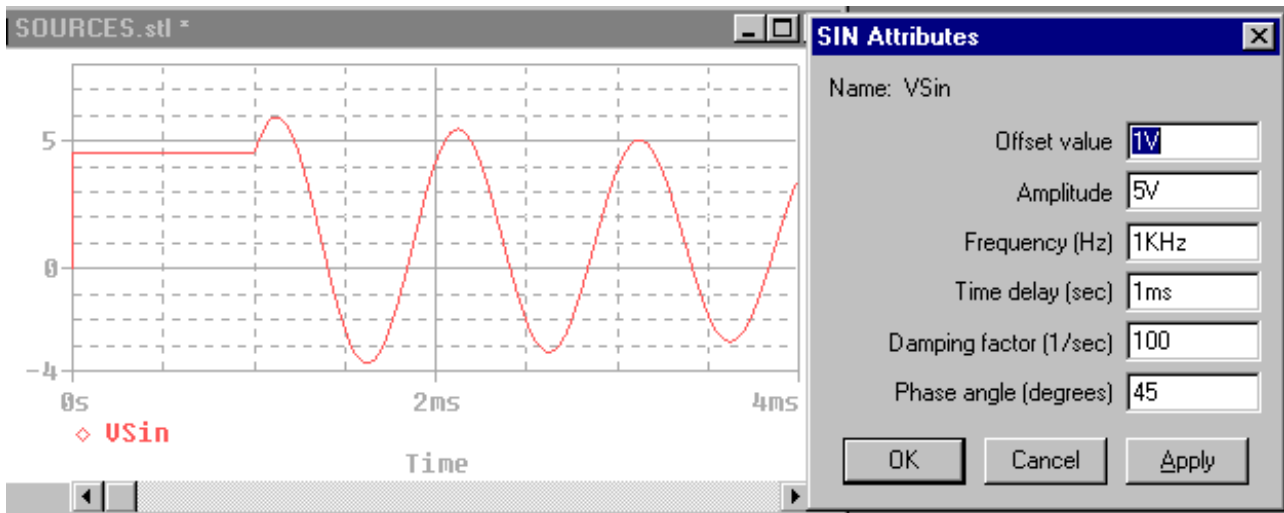 SOURCES.stl *
5
0
-4
0s
2ms
4ms
◇ VSin
Time
SIN Attributes
Name: VSin
Offset value 1V
Amplitude 5V
Frequency (Hz) 1KHz
Time delay (sec) 1ms
Damping factor (1/sec) 100
Phase angle (degrees) 45
OK
Cancel
Apply